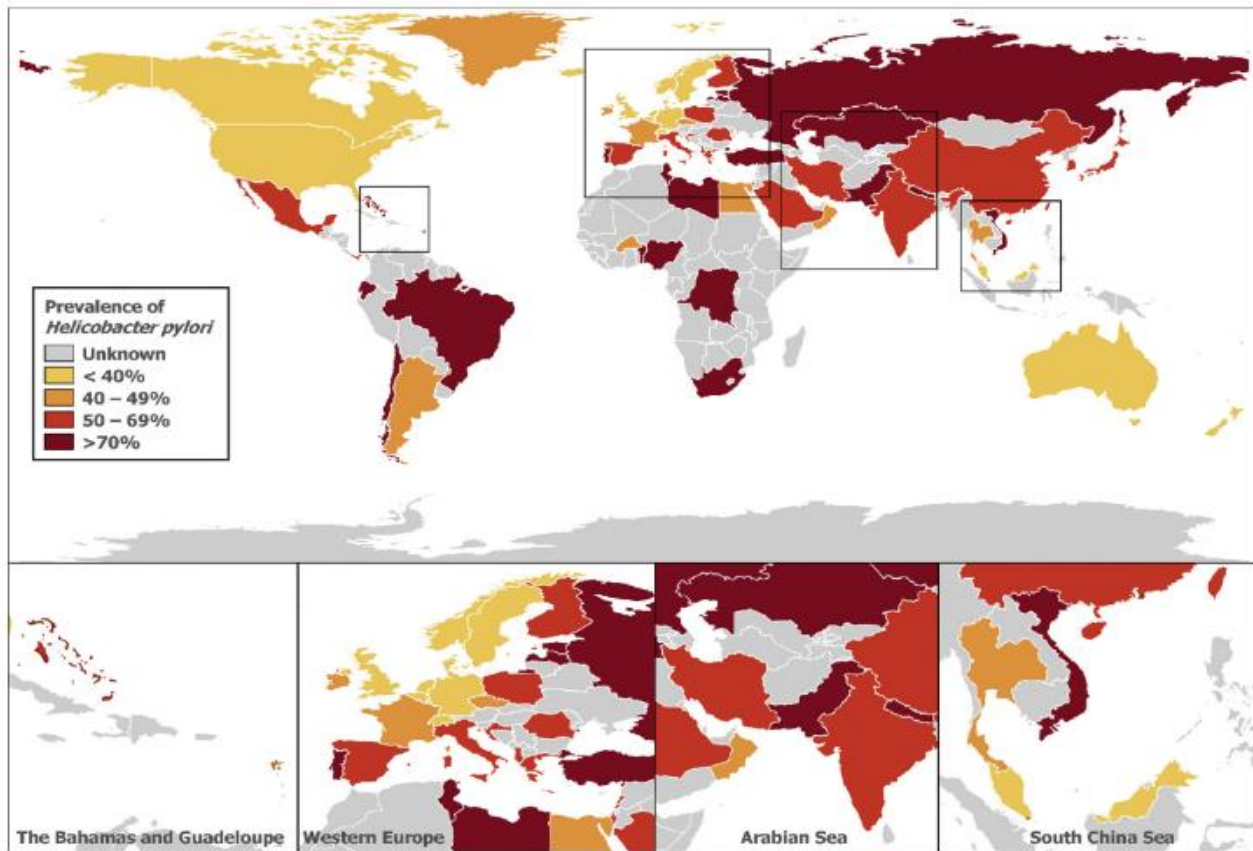 Prevalence of
Helicobacter pylori
Unknown
< 40%
40 – 49%
50 – 69%
>70%
The Bahamas and Guadeloupe
Western Europe
Arabian Sea
South China Sea